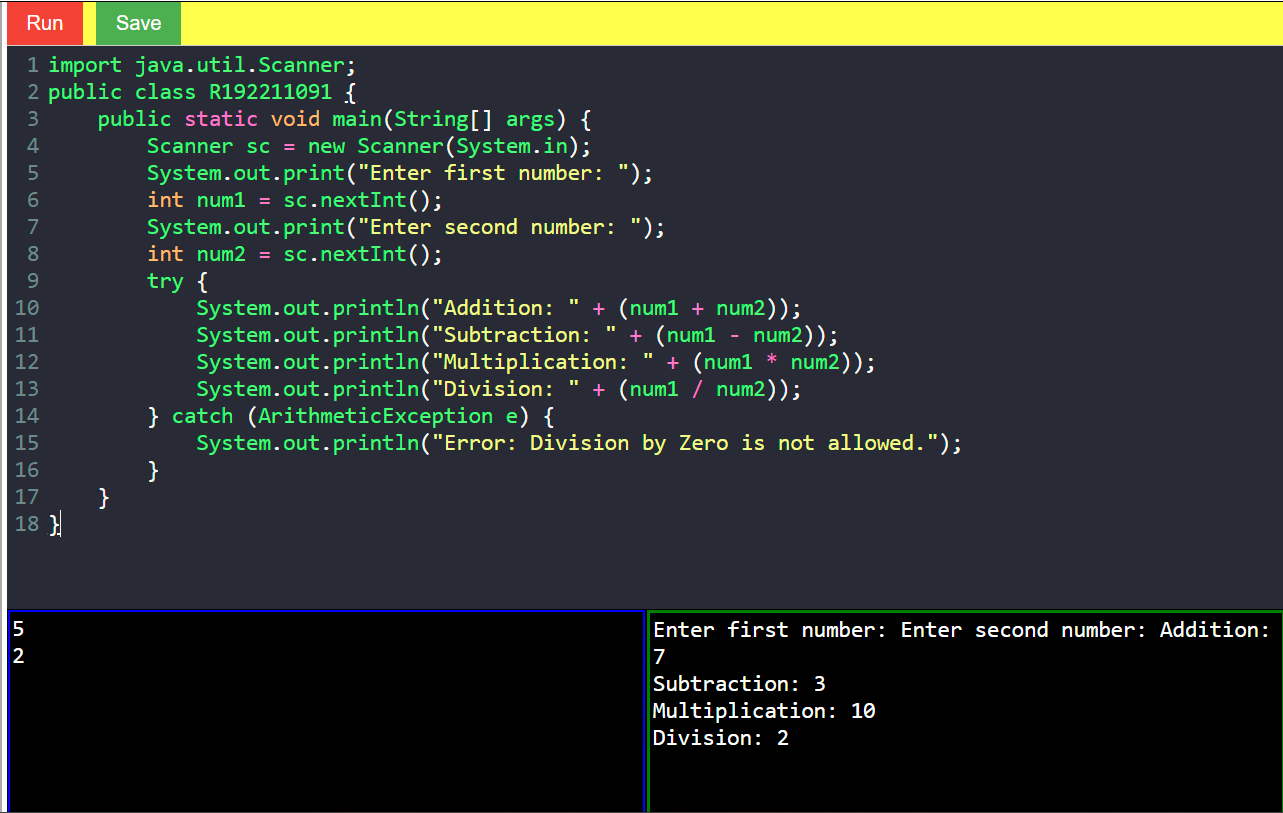 Run Save
1 import java.util.Scanner;
2 public class R192211091 {
3     public static void main(String[] args) {
4         Scanner sc = new Scanner(System.in);
5         System.out.print("Enter first number: ");
6         int num1 = sc.nextInt();
7         System.out.print("Enter second number: ");
8         int num2 = sc.nextInt();
9         try {
10             System.out.println("Addition: " + (num1 + num2));
11             System.out.println("Subtraction: " + (num1 - num2));
12             System.out.println("Multiplication: " + (num1 * num2));
13             System.out.println("Division: " + (num1 / num2));
14         } catch (ArithmeticException e) {
15             System.out.println("Error: Division by Zero is not allowed.");
16         }
17     }
18 }
5
2
Enter first number: Enter second number: Addition:
7
Subtraction: 3
Multiplication: 10
Division: 2